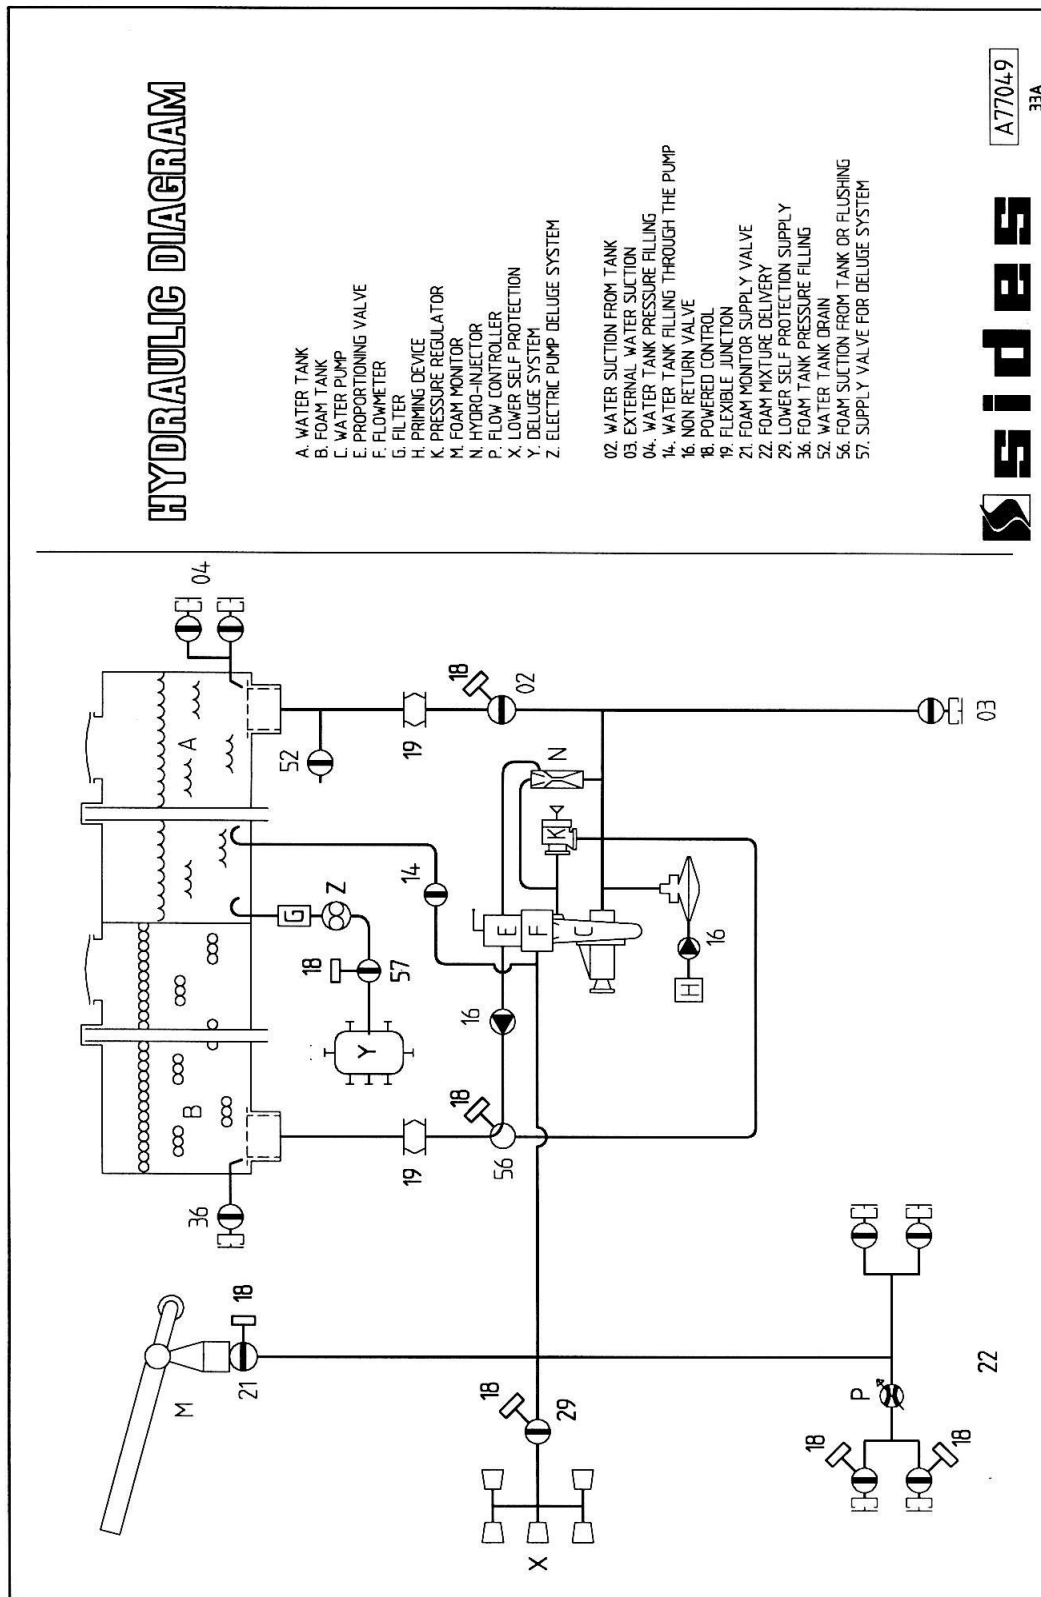 HYDRAULIC DIAGRAM
A. WATER TANK
B. FOAM TANK
C. WATER PUMP
E. PROPORTIONING VALVE
F. FLOWMETER
G. FILTER
H. PRIMING DEVICE
K. PRESSURE REGULATOR
M. FOAM MONITOR
N. HYDRO-INJECTOR
P. FLOW CONTROLLER
X. LOWER SELF PROTECTION
Y. DELUGE SYSTEM
Z. ELECTRIC PUMP DELUGE SYSTEM
02. WATER SUCTION FROM TANK
03. EXTERNAL WATER SUCTION
04. WATER TANK PRESSURE FILLING
14. WATER TANK FILLING THROUGH THE PUMP
16. NON RETURN VALVE
18. POWERED CONTROL
19. FLEXIBLE JUNCTION
21. FOAM MONITOR SUPPLY VALVE
22. FOAM MIXTURE DELIVERY
29. LOWER SELF PROTECTION SUPPLY
36. FOAM TANK PRESSURE FILLING
52. WATER TANK DRAIN
56. FOAM SUCTION FROM TANK OR FLUSHING
57. SUPPLY VALVE FOR DELUGE SYSTEM
sides
A77049
33A
M
21
18
36
B
A
04
52
G
Z
18
57
Y
14
19
19
18
02
18
56
16
E
F
C
K
N
H
16
03
18
29
X
P
18
18
22